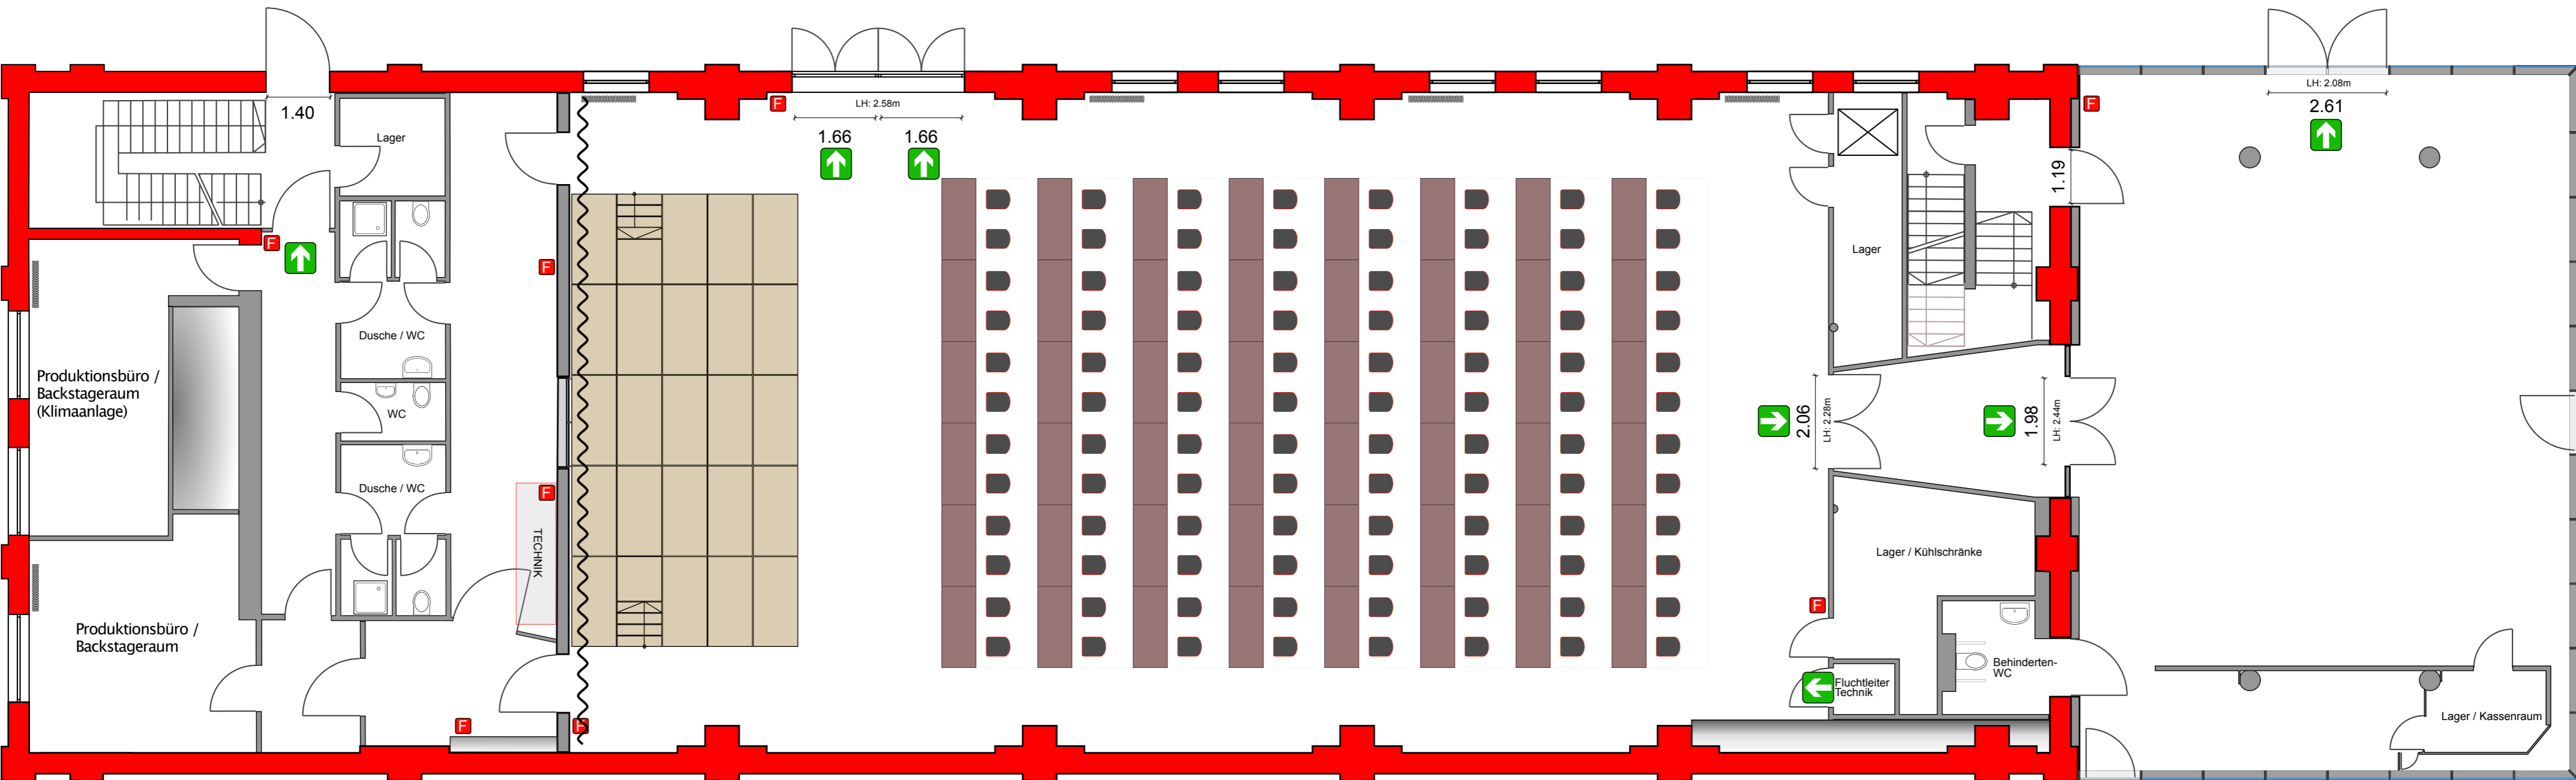 1.40
Lager
F
LH: 2.58m
1.66
1.66
F
LH: 2.08m
2.61
F
1.19
F
F
Lager
Dusche / WC
Produktionsbüro /
Backstageraum
(Klimaanlage)
WC
2.06
LH: 2.28m
1.98
LH: 2.44m
Dusche / WC
F
TECHNIK
Lager / Kühlschränke
F
Produktionsbüro /
Backstageraum
Behinderten-
WC
Fluchtleiter
Technik
F
F
Lager / Kassenraum